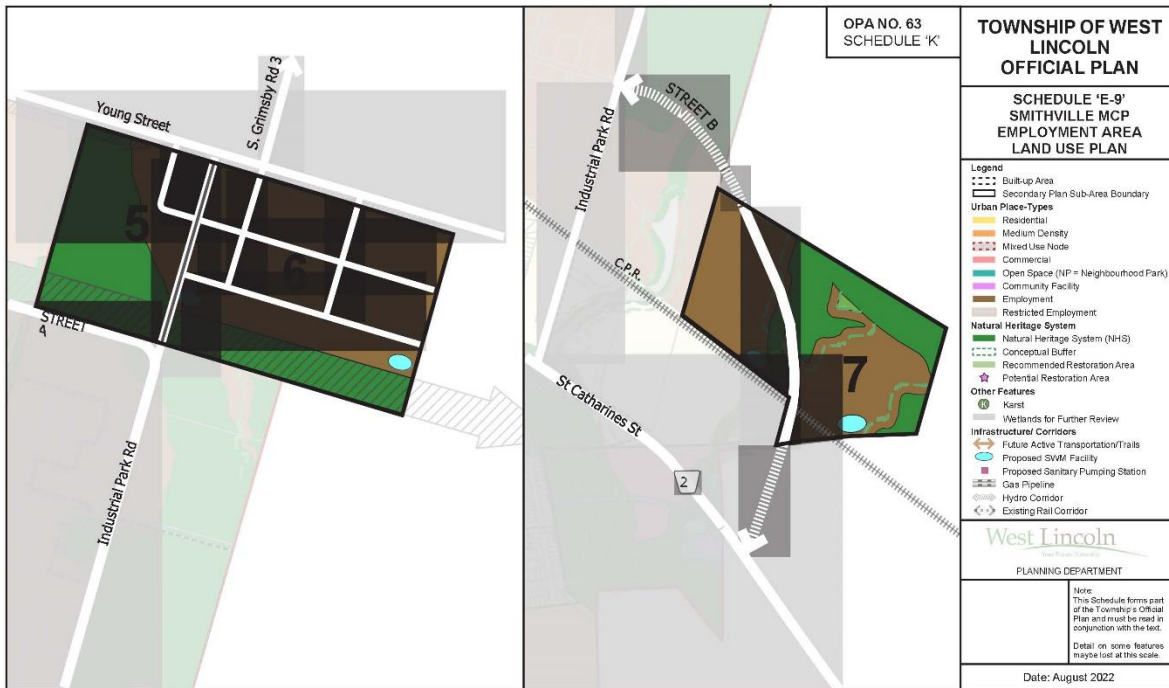 Young Street
S. Grimsby Rd 3
5
6
STREET
A
Industrial Park Rd
OPA NO. 63
SCHEDULE 'K'
STREET B
Industrial Park Rd
C.P.R.
7
St Catharines St
2
TOWNSHIP OF WEST
LINCOLN
OFFICIAL PLAN
SCHEDULE 'E-9'
SMITHVILLE MCP
EMPLOYMENT AREA
LAND USE PLAN
Legend
Built-up Area
Secondary Plan Sub-Area Boundary
Urban Place-Types
Residential
Medium Density
Mixed Use Node
Commercial
Open Space (NP = Neighbourhood Park)
Community Facility
Employment
Restricted Employment
Natural Heritage System
Natural Heritage System (NHS)
Conceptual Buffer
Recommended Restoration Area
Potential Restoration Area
Other Features
K
Karst
Wetlands for Further Review
Infrastructure/ Corridors
Future Active Transportation/Trails
Proposed SWM Facility
Proposed Sanitary Pumping Station
Gas Pipeline
Hydro Corridor
Existing Rail Corridor
West Lincoln
Your Future Naturally
PLANNING DEPARTMENT
Note:
This Schedule forms part
of the Township's Official
Plan and must be read in
conjunction with the text.
Detail on some features
maybe lost at this scale.
Date: August 2022